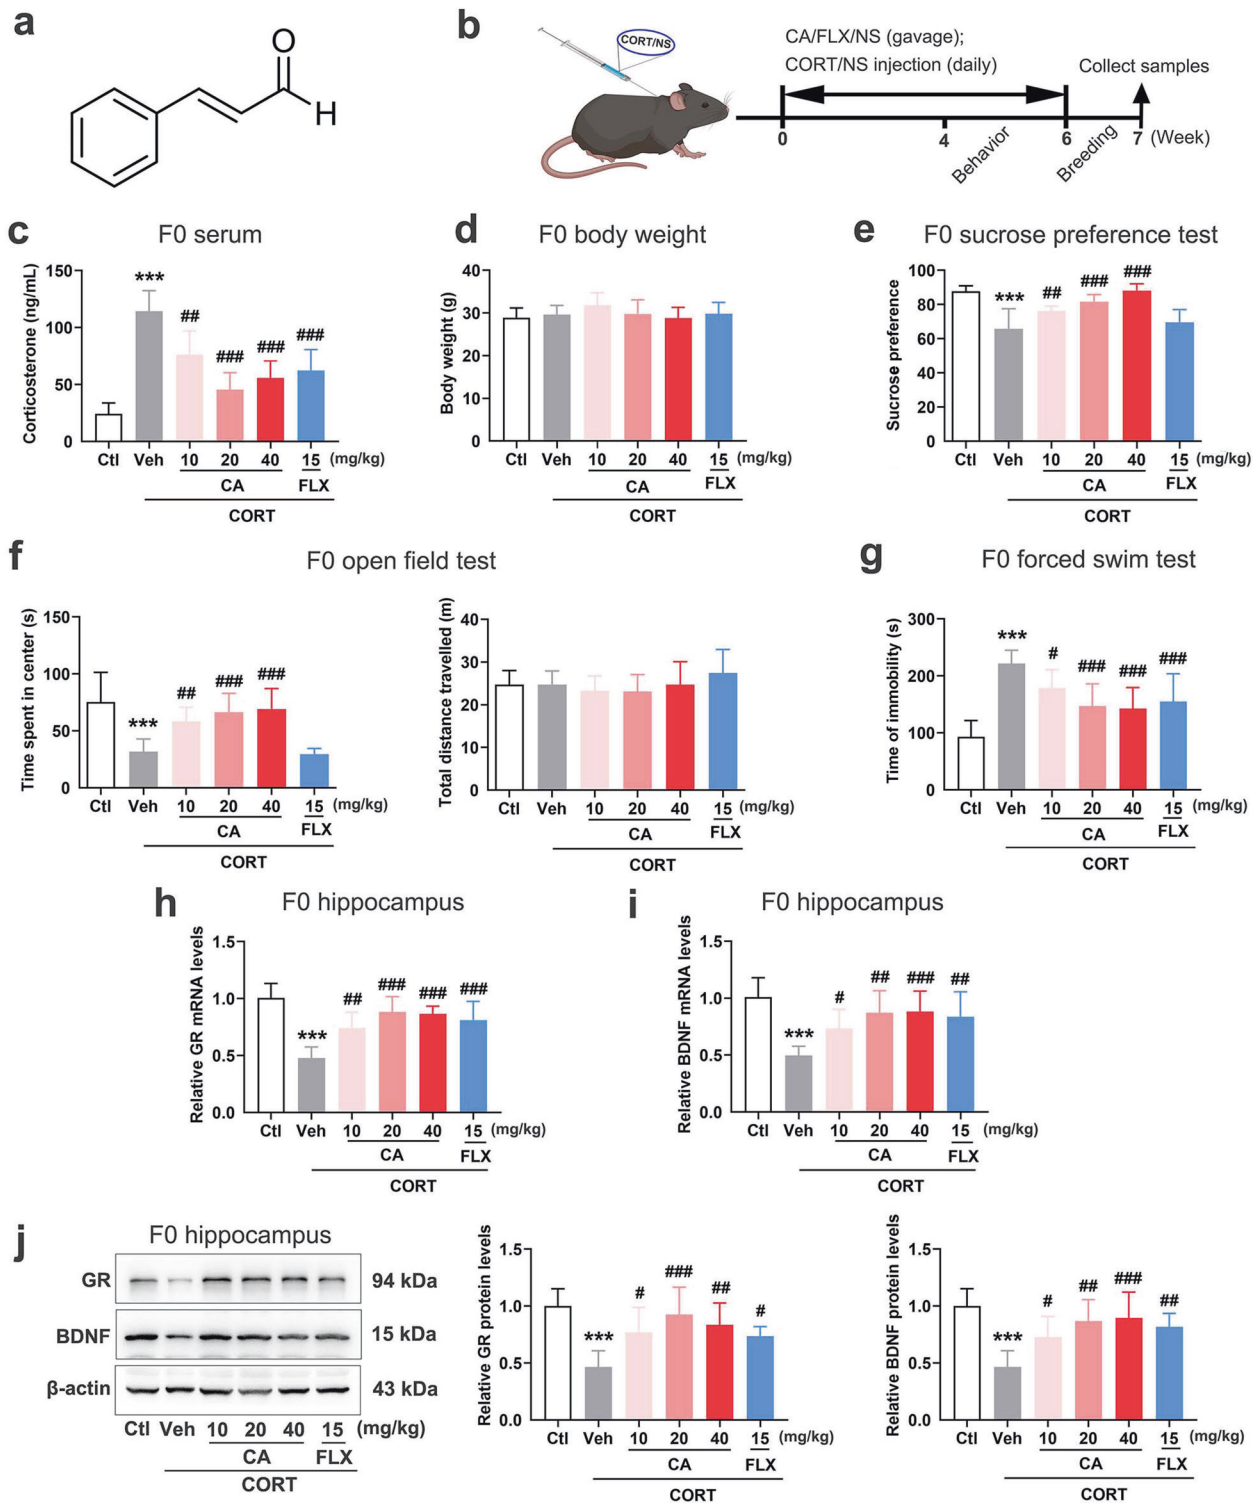 a
O
H
b
CORT/NS
CA/FLX/NS (gavage);
CORT/NS injection (daily)
Collect samples
0
4
6
7 (Week)
Behavior
Breeding
c
F0 serum
Corticosterone (ng/mL)
150
100
50
0
***
##
###
###
###
Ctl Veh 10 20 40 15 (mg/kg)
CA FLX
CORT
d
F0 body weight
Body weight (g)
40
30
20
10
0
Ctl Veh 10 20 40 15 (mg/kg)
CA FLX
CORT
e
F0 sucrose preference test
Sucrose preference
100
80
60
40
20
0
***
##
###
###
Ctl Veh 10 20 40 15 (mg/kg)
CA FLX
CORT
f
F0 open field test
Time spent in center (s)
150
100
50
0
***
##
###
###
Ctl Veh 10 20 40 15 (mg/kg)
CA FLX
CORT
Total distance travelled (m)
40
30
20
10
0
Ctl Veh 10 20 40 15 (mg/kg)
CA FLX
CORT
g
F0 forced swim test
Time of immoblity (s)
300
200
100
0
***
#
###
###
###
Ctl Veh 10 20 40 15 (mg/kg)
CA FLX
CORT
h
F0 hippocampus
Relative GR mRNA levels
1.5
1.0
0.5
0.0
***
##
###
###
###
Ctl Veh 10 20 40 15 (mg/kg)
CA FLX
CORT
i
F0 hippocampus
Relative BDNF mRNA levels
1.5
1.0
0.5
0.0
***
#
##
###
##
Ctl Veh 10 20 40 15 (mg/kg)
CA FLX
CORT
j
F0 hippocampus
GR 94 kDa
BDNF 15 kDa
β-actin 43 kDa
Ctl Veh 10 20 40 15 (mg/kg)
CA FLX
CORT
Relative GR protein levels
1.5
1.0
0.5
0.0
***
#
###
##
#
Ctl Veh 10 20 40 15 (mg/kg)
CA FLX
CORT
Relative BDNF protein levels
1.5
1.0
0.5
0.0
***
#
##
###
##
Ctl Veh 10 20 40 15 (mg/kg)
CA FLX
CORT